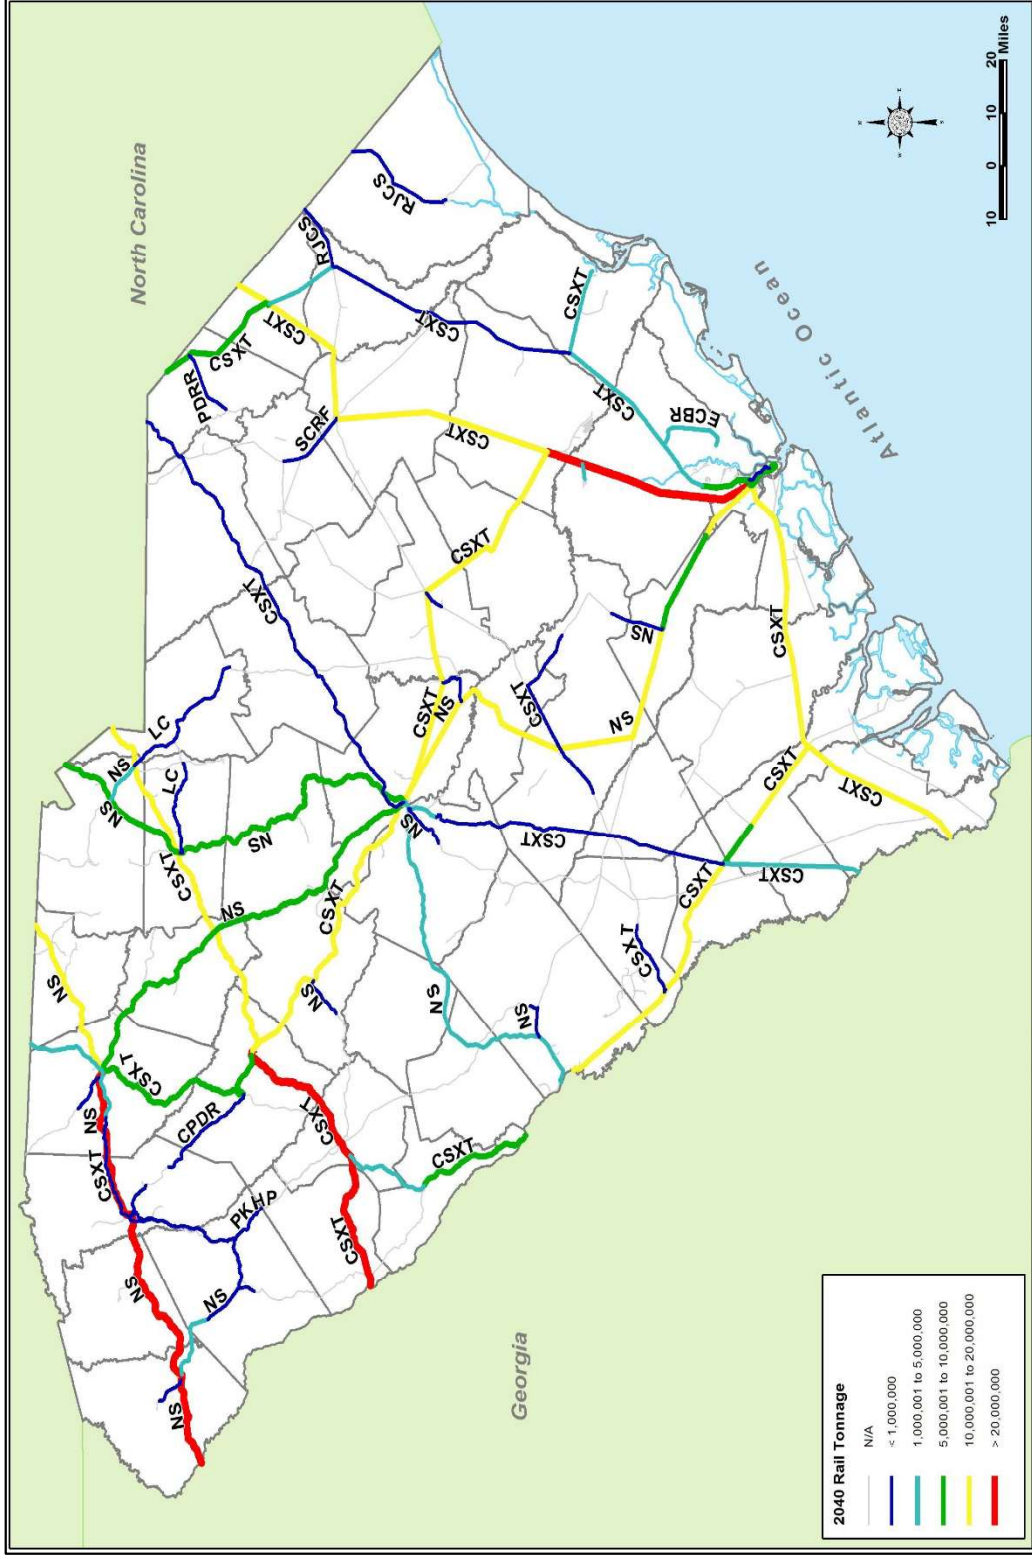 North Carolina
Georgia
Atlantic Ocean
NS
CSXT
NS
NS
CSXT
NS
CPDR
PKHP
NS
NS
CSXT
CSXT
CSXT
NS
CSXT
NS
CSXT
NS
NS
LC
NS
LC
CSXT
NS
NS
NS
CSXT
CSXT
CSXT
CSXT
CSXT
CSXT
CSXT
CSXT
NS
CSXT
NS
NS
CSXT
CSXT
SCRF
PDRR
CSXT
CSXT
RJCS
RJCS
CSXT
CSXT
CSXT
CSXT
ECBR
10 0 10 20
Miles
2040 Rail Tonnage
N/A
< 1,000,000
1,000,001 to 5,000,000
5,000,001 to 10,000,000
10,000,001 to 20,000,000
> 20,000,000